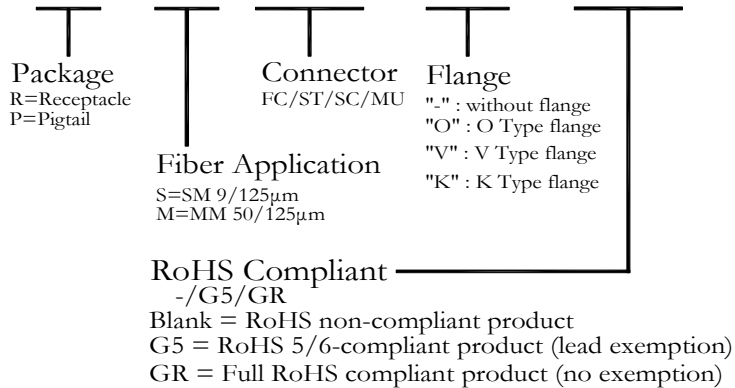 Package
R=Receptacle
P=Pigtail
Connector
FC/ST/SC/MU
Flange
"-" : without flange
"O" : O Type flange
"V" : V Type flange
"K" : K Type flange
Fiber Application
S=SM 9/125μm
M=MM 50/125μm
RoHS Compliant
-/G5/GR
Blank = RoHS non-compliant product
G5 = RoHS 5/6-compliant product (lead exemption)
GR = Full RoHS compliant product (no exemption)